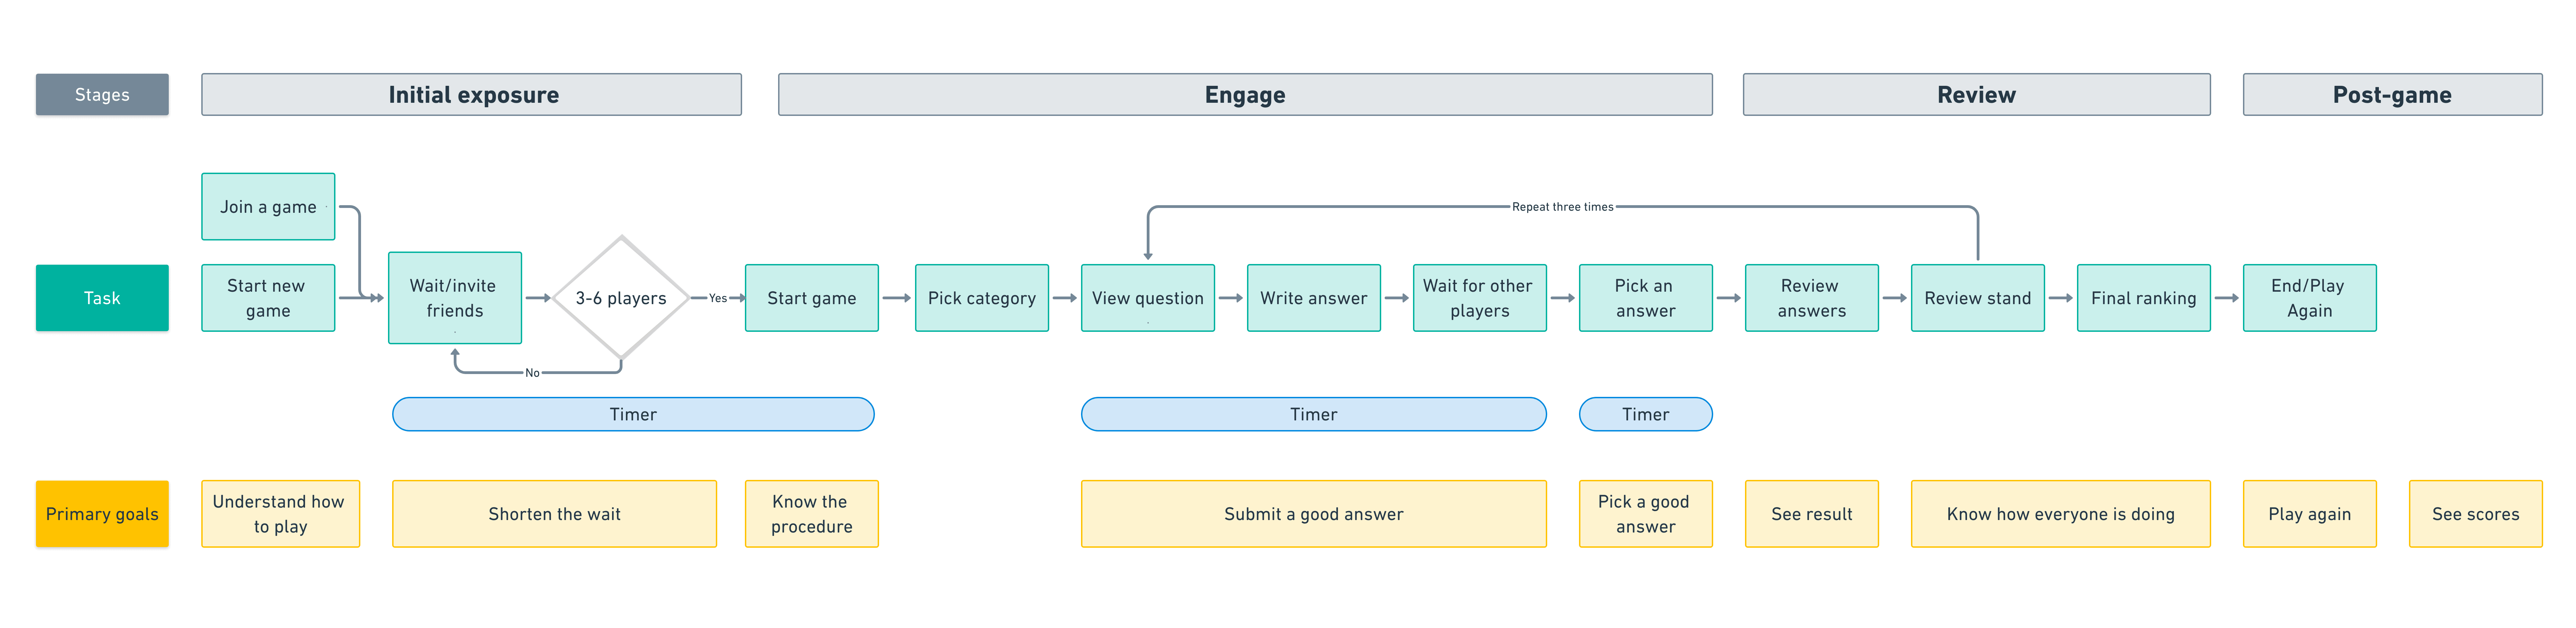 Stages
Initial exposure
Engage
Review
Post-game
Join a game
Repeat three times
Task
Start new
game
Wait/invite
friends
3-6 players
Yes
Start game
Pick category
View question
Write answer
Wait for other
players
Pick an
answer
Review
answers
Review stand
Final ranking
End/Play
Again
No
Timer
Timer
Timer
Primary goals
Understand how
to play
Shorten the wait
Know the
procedure
Submit a good answer
Pick a good
answer
See result
Know how everyone is doing
Play again
See scores